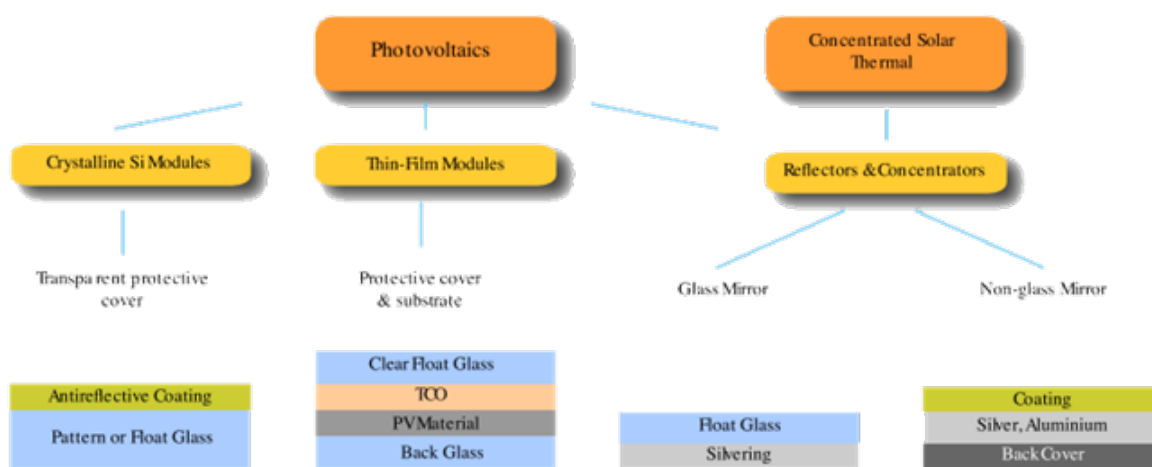 Photovoltaics
Concentrated Solar
Thermal
Crystalline Si Modules
Thin-Film Modules
Reflectors & Concentrators
Transparent protective
cover
Protective cover
& substrate
Glass Mirror
Non-glass Mirror
Antireflective Coating
Pattern or Float Glass
Clear Float Glass
TCO
PV Material
Back Glass
Float Glass
Silvering
Coating
Silver, Aluminium
Back Cover